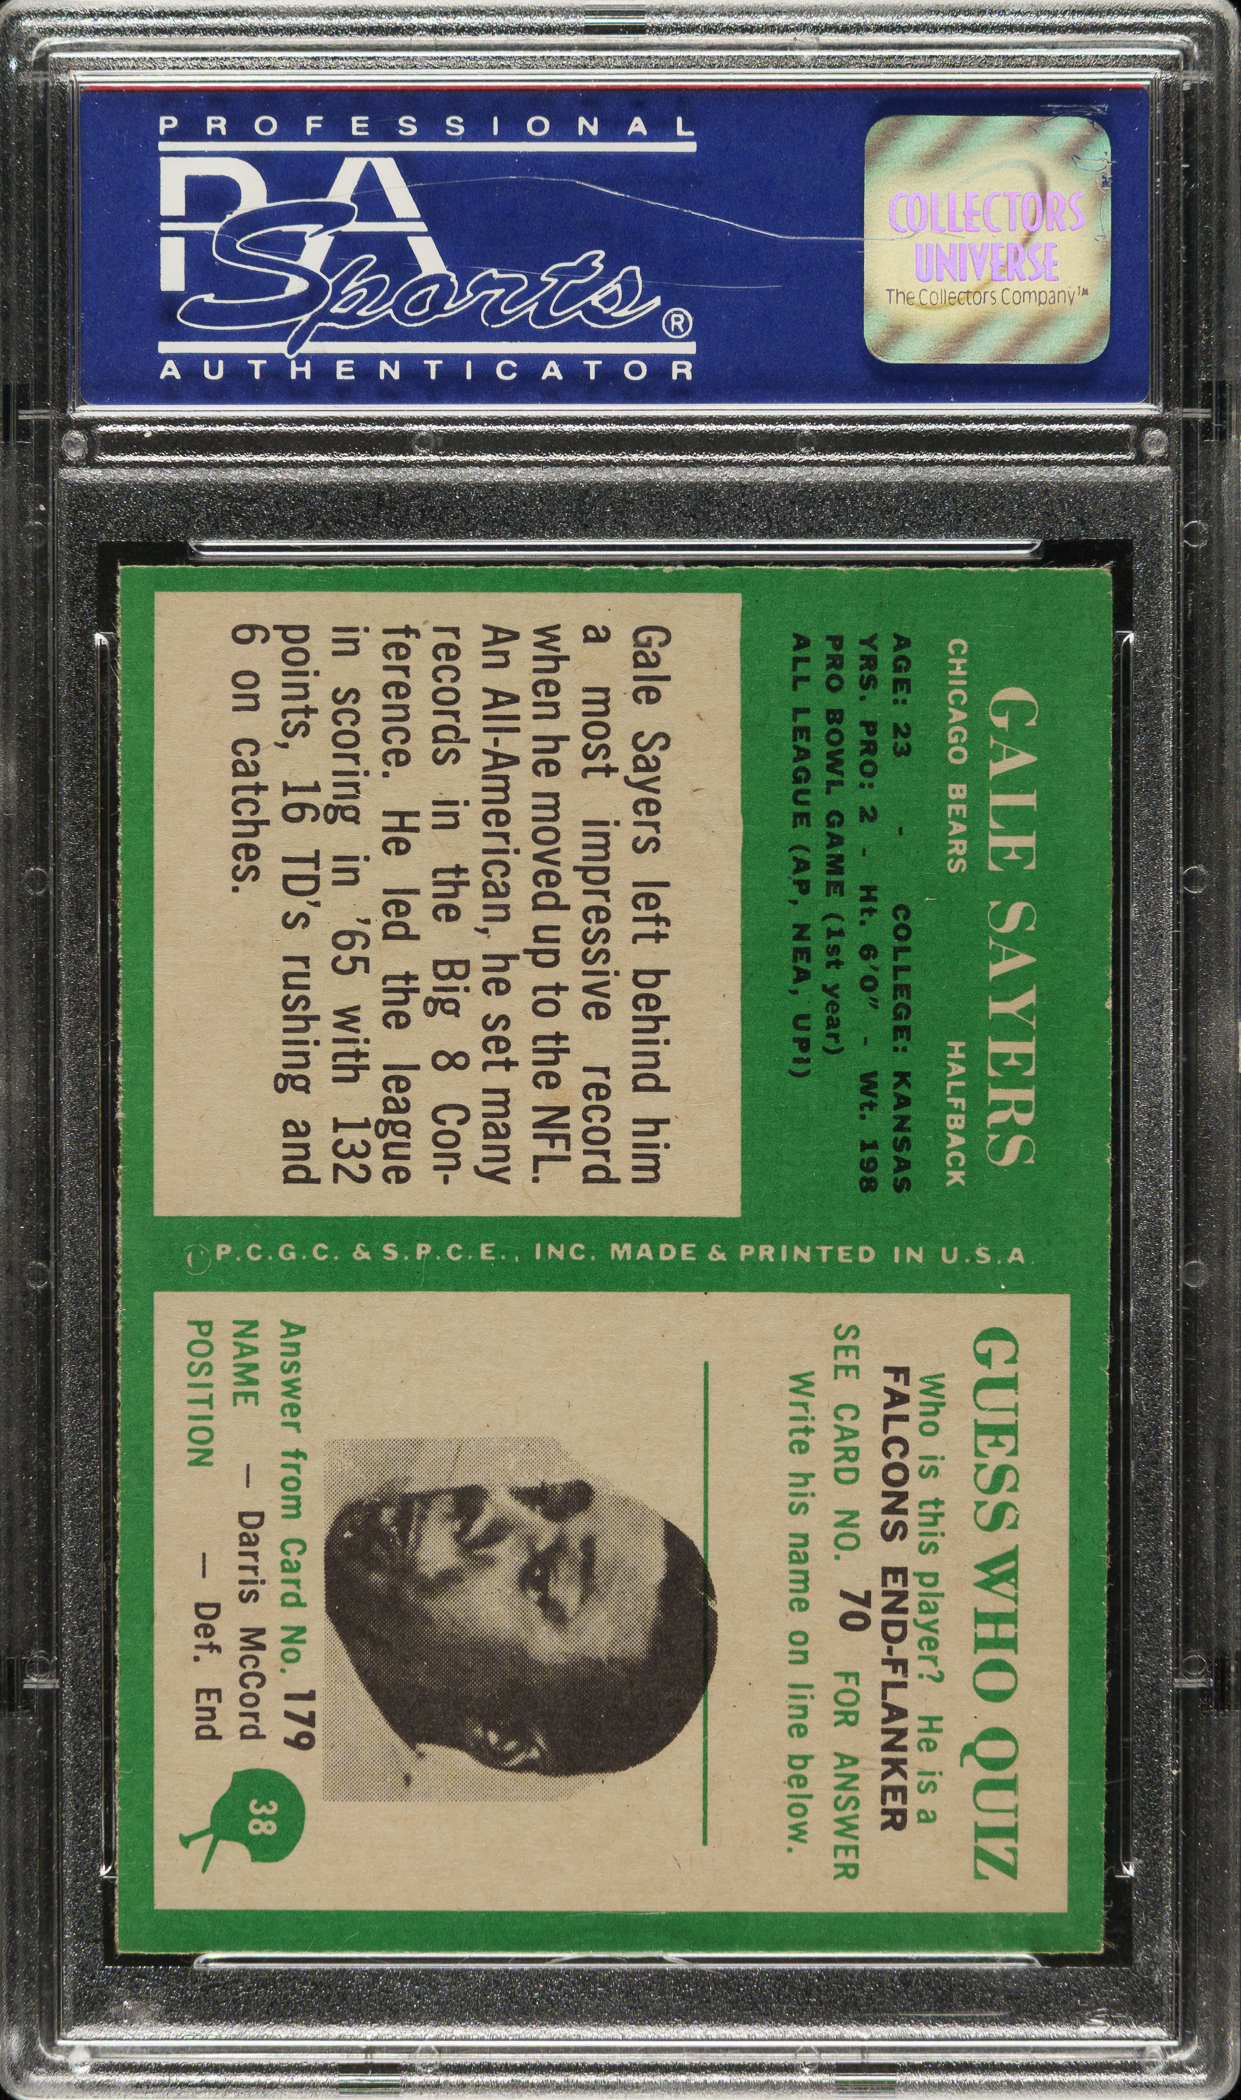 PROFESSIONAL
PSA
Sports®
AUTHENTICATOR
COLLECTORS
UNIVERSE
The Collectors Company™
GALE SAYERS
CHICAGO BEARS HALFBACK
AGE: 23 - COLLEGE: KANSAS
YRS. PRO: 2 - Ht. 6'0" - Wt. 198
PRO BOWL GAME (1st year)
ALL LEAGUE (AP, NEA, UPI)
Gale Sayers left behind him
a most impressive record
when he moved up to the NFL.
An All-American, he set many
records in the Big 8 Con-
ference. He led the league
in scoring in '65 with 132
points, 16 TD's rushing and
6 on catches.
©P.C.G.C. & S.P.C.E., INC. MADE & PRINTED IN U.S.A
GUESS WHO QUIZ
Who is this player? He is a
FALCONS END-FLANKER
SEE CARD NO. 70 FOR ANSWER
Write his name on line below.
Answer from Card No. 179
NAME — Darris McCord
POSITION — Def. End
38